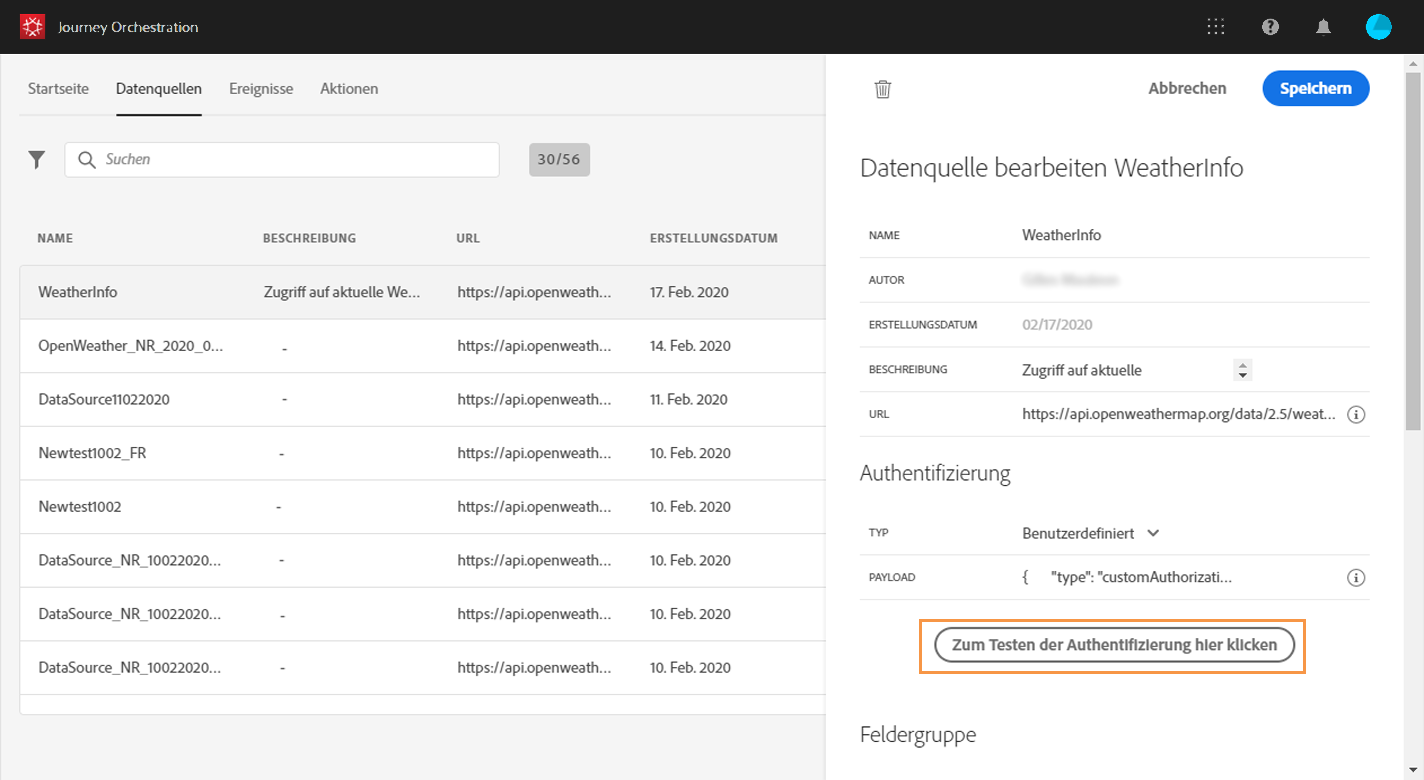 Journey Orchestration
Startseite Datenquellen Ereignisse Aktionen
Suchen 30/56
NAME BESCHREIBUNG URL ERSTELLUNGSDATUM
WeatherInfo Zugriff auf aktuelle We... https://api.openweath... 17. Feb. 2020
OpenWeather_NR_2020_0... - https://api.openweath... 14. Feb. 2020
DataSource11022020 - https://api.openweath... 11. Feb. 2020
Newtest1002_FR - https://api.openweath... 10. Feb. 2020
Newtest1002 - https://api.openweath... 10. Feb. 2020
DataSource_NR_10022020... - https://api.openweath... 10. Feb. 2020
DataSource_NR_10022020... - https://api.openweath... 10. Feb. 2020
DataSource_NR_10022020... - https://api.openweath... 10. Feb. 2020
Abbrechen Speichern
Datenquelle bearbeiten WeatherInfo
NAME WeatherInfo
AUTOR
ERSTELLUNGSDATUM 02/17/2020
BESCHREIBUNG Zugriff auf aktuelle
URL https://api.openweathermap.org/data/2.5/weat...
Authentifizierung
TYP Benutzerdefiniert
PAYLOAD { "type": "customAuthorizati...
Zum Testen der Authentifizierung hier klicken
Feldergruppe